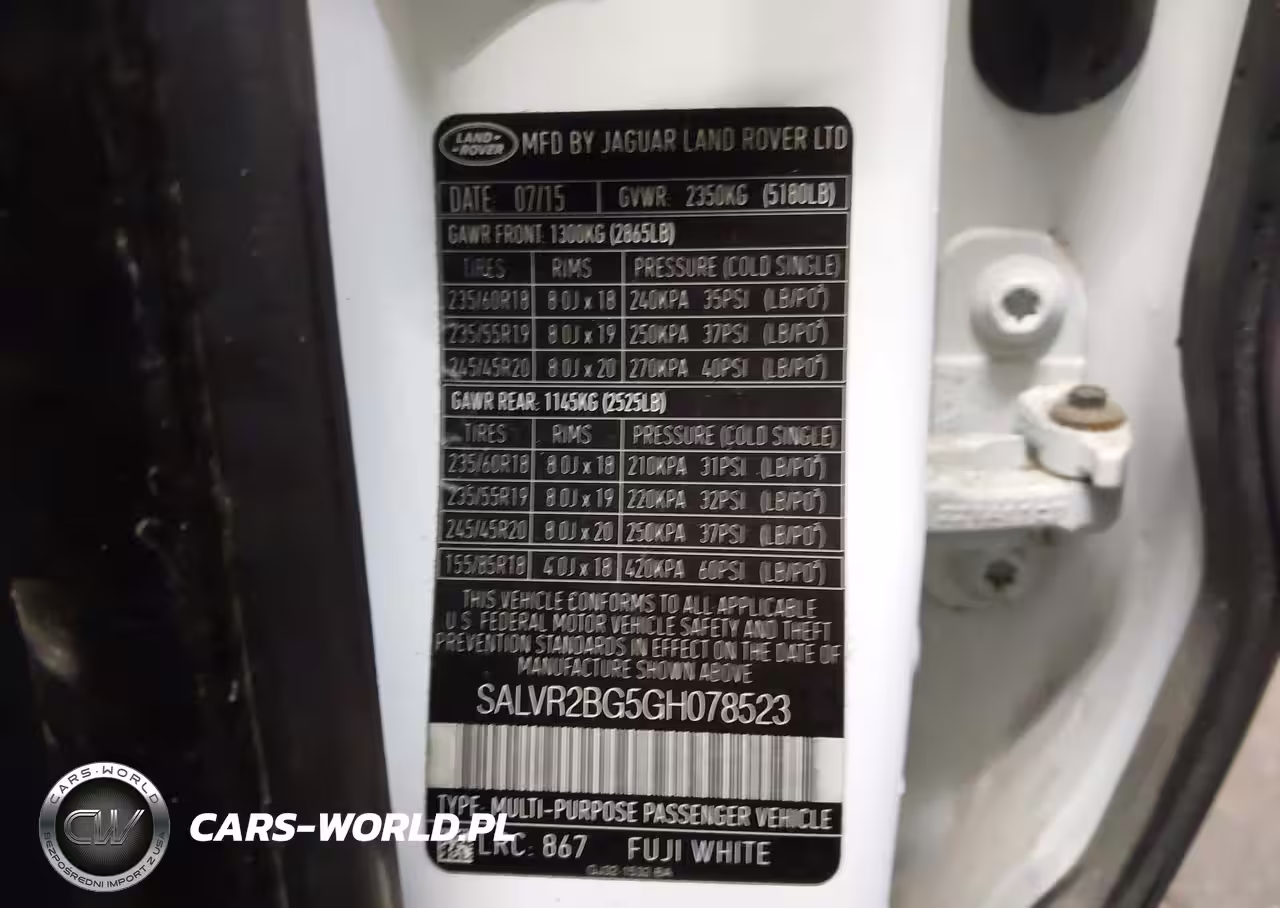 LAND-
-ROVER
MFD BY JAGUAR LAND ROVER LTD
DATE: 07/15 GVWR: 2350KG (5180LB)
GAWR FRONT: 1300KG (2865LB)
TIRES RIMS PRESSURE (COLD SINGLE)
235/60R18 8.0J x 18 240KPA 35PSI (LB/PO²)
235/55R19 8.0J x 19 250KPA 37PSI (LB/PO²)
245/45R20 8.0J x 20 270KPA 40PSI (LB/PO²)
GAWR REAR: 1145KG (2525LB)
TIRES RIMS PRESSURE (COLD SINGLE)
235/60R18 8.0J x 18 210KPA 31PSI (LB/PO²)
235/55R19 8.0J x 19 220KPA 32PSI (LB/PO²)
245/45R20 8.0J x 20 250KPA 37PSI (LB/PO²)
155/85R18 4.0J x 18 420KPA 60PSI (LB/PO²)
THIS VEHICLE CONFORMS TO ALL APPLICABLE
U.S. FEDERAL MOTOR VEHICLE SAFETY AND THEFT
PREVENTION STANDARDS IN EFFECT ON THE DATE OF
MANUFACTURE SHOWN ABOVE
SALVR2BG5GH078523
TYPE: MULTI-PURPOSE PASSENGER VEHICLE
LRC: 867 FUJI WHITE
CARS-WORLD
CW
BEZPOŚREDNI IMPORT Z USA
CARS-WORLD.PL